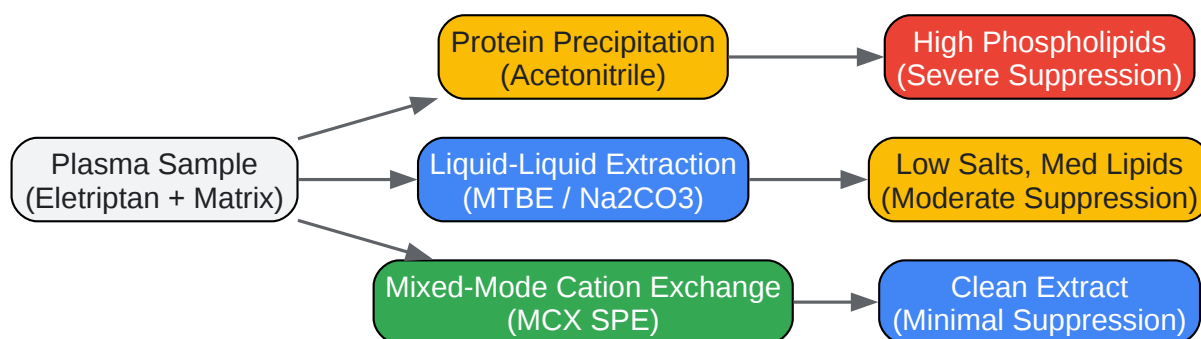 Protein Precipitation
(Acetonitrile)
High Phospholipids
(Severe Suppression)
Plasma Sample
(Eletriptan + Matrix)
Liquid-Liquid Extraction
(MTBE / Na2CO3)
Low Salts, Med Lipids
(Moderate Suppression)
Mixed-Mode Cation Exchange
(MCX SPE)
Clean Extract
(Minimal Suppression)